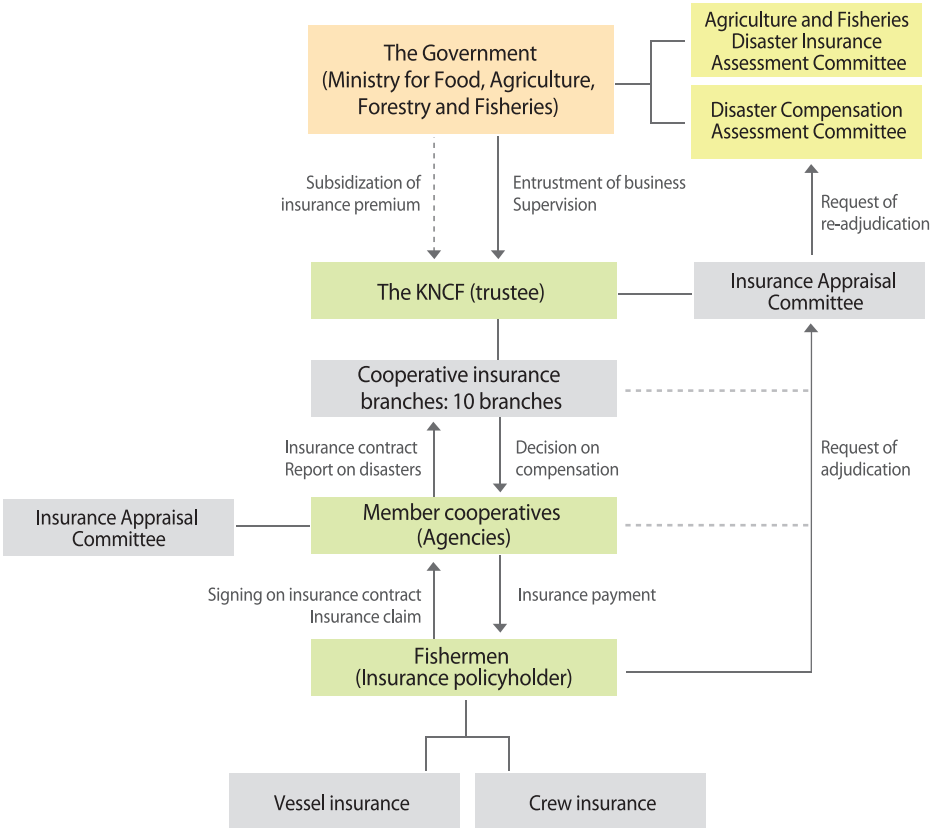 The Government
(Ministry for Food, Agriculture,
Forestry and Fisheries)
Agriculture and Fisheries
Disaster Insurance
Assessment Committee
Disaster Compensation
Assessment Committee
Subsidization of
insurance premium
Entrustment of business
Supervision
Request of
re-adjudication
The KNCF (trustee)
Insurance Appraisal
Committee
Cooperative insurance
branches: 10 branches
Insurance contract
Report on disasters
Decision on
compensation
Request of
adjudication
Insurance Appraisal
Committee
Member cooperatives
(Agencies)
Signing on insurance contract
Insurance claim
Insurance payment
Fishermen
(Insurance policyholder)
Vessel insurance
Crew insurance